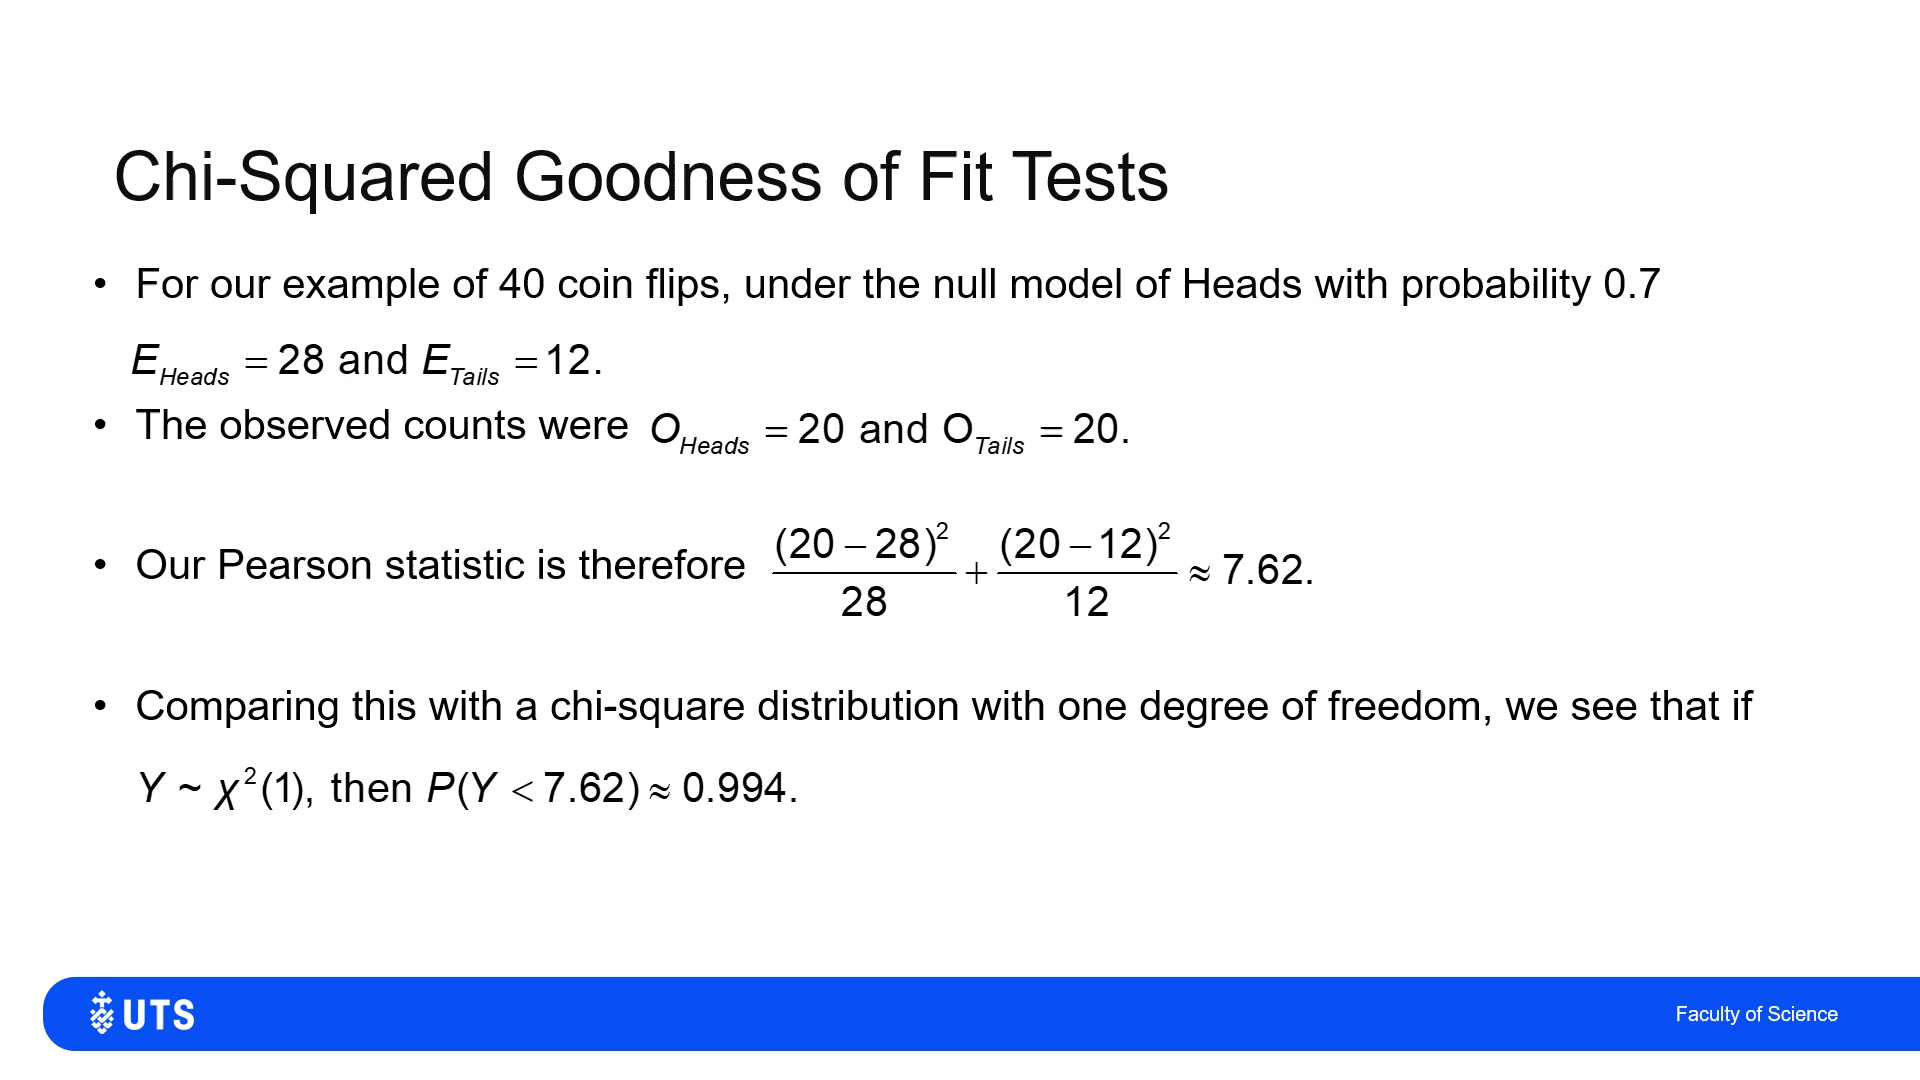 Chi-Squared Goodness of Fit Tests
• For our example of 40 coin flips, under the null model of Heads with probability 0.7
E_Heads = 28 and E_Tails = 12.
• The observed counts were O_Heads = 20 and O_Tails = 20.
• Our Pearson statistic is therefore (20 – 28)²/28 + (20 – 12)²/12 ≈ 7.62.
• Comparing this with a chi-square distribution with one degree of freedom, we see that if
Y ~ χ²(1), then P(Y < 7.62) ≈ 0.994.
UTS
Faculty of Science